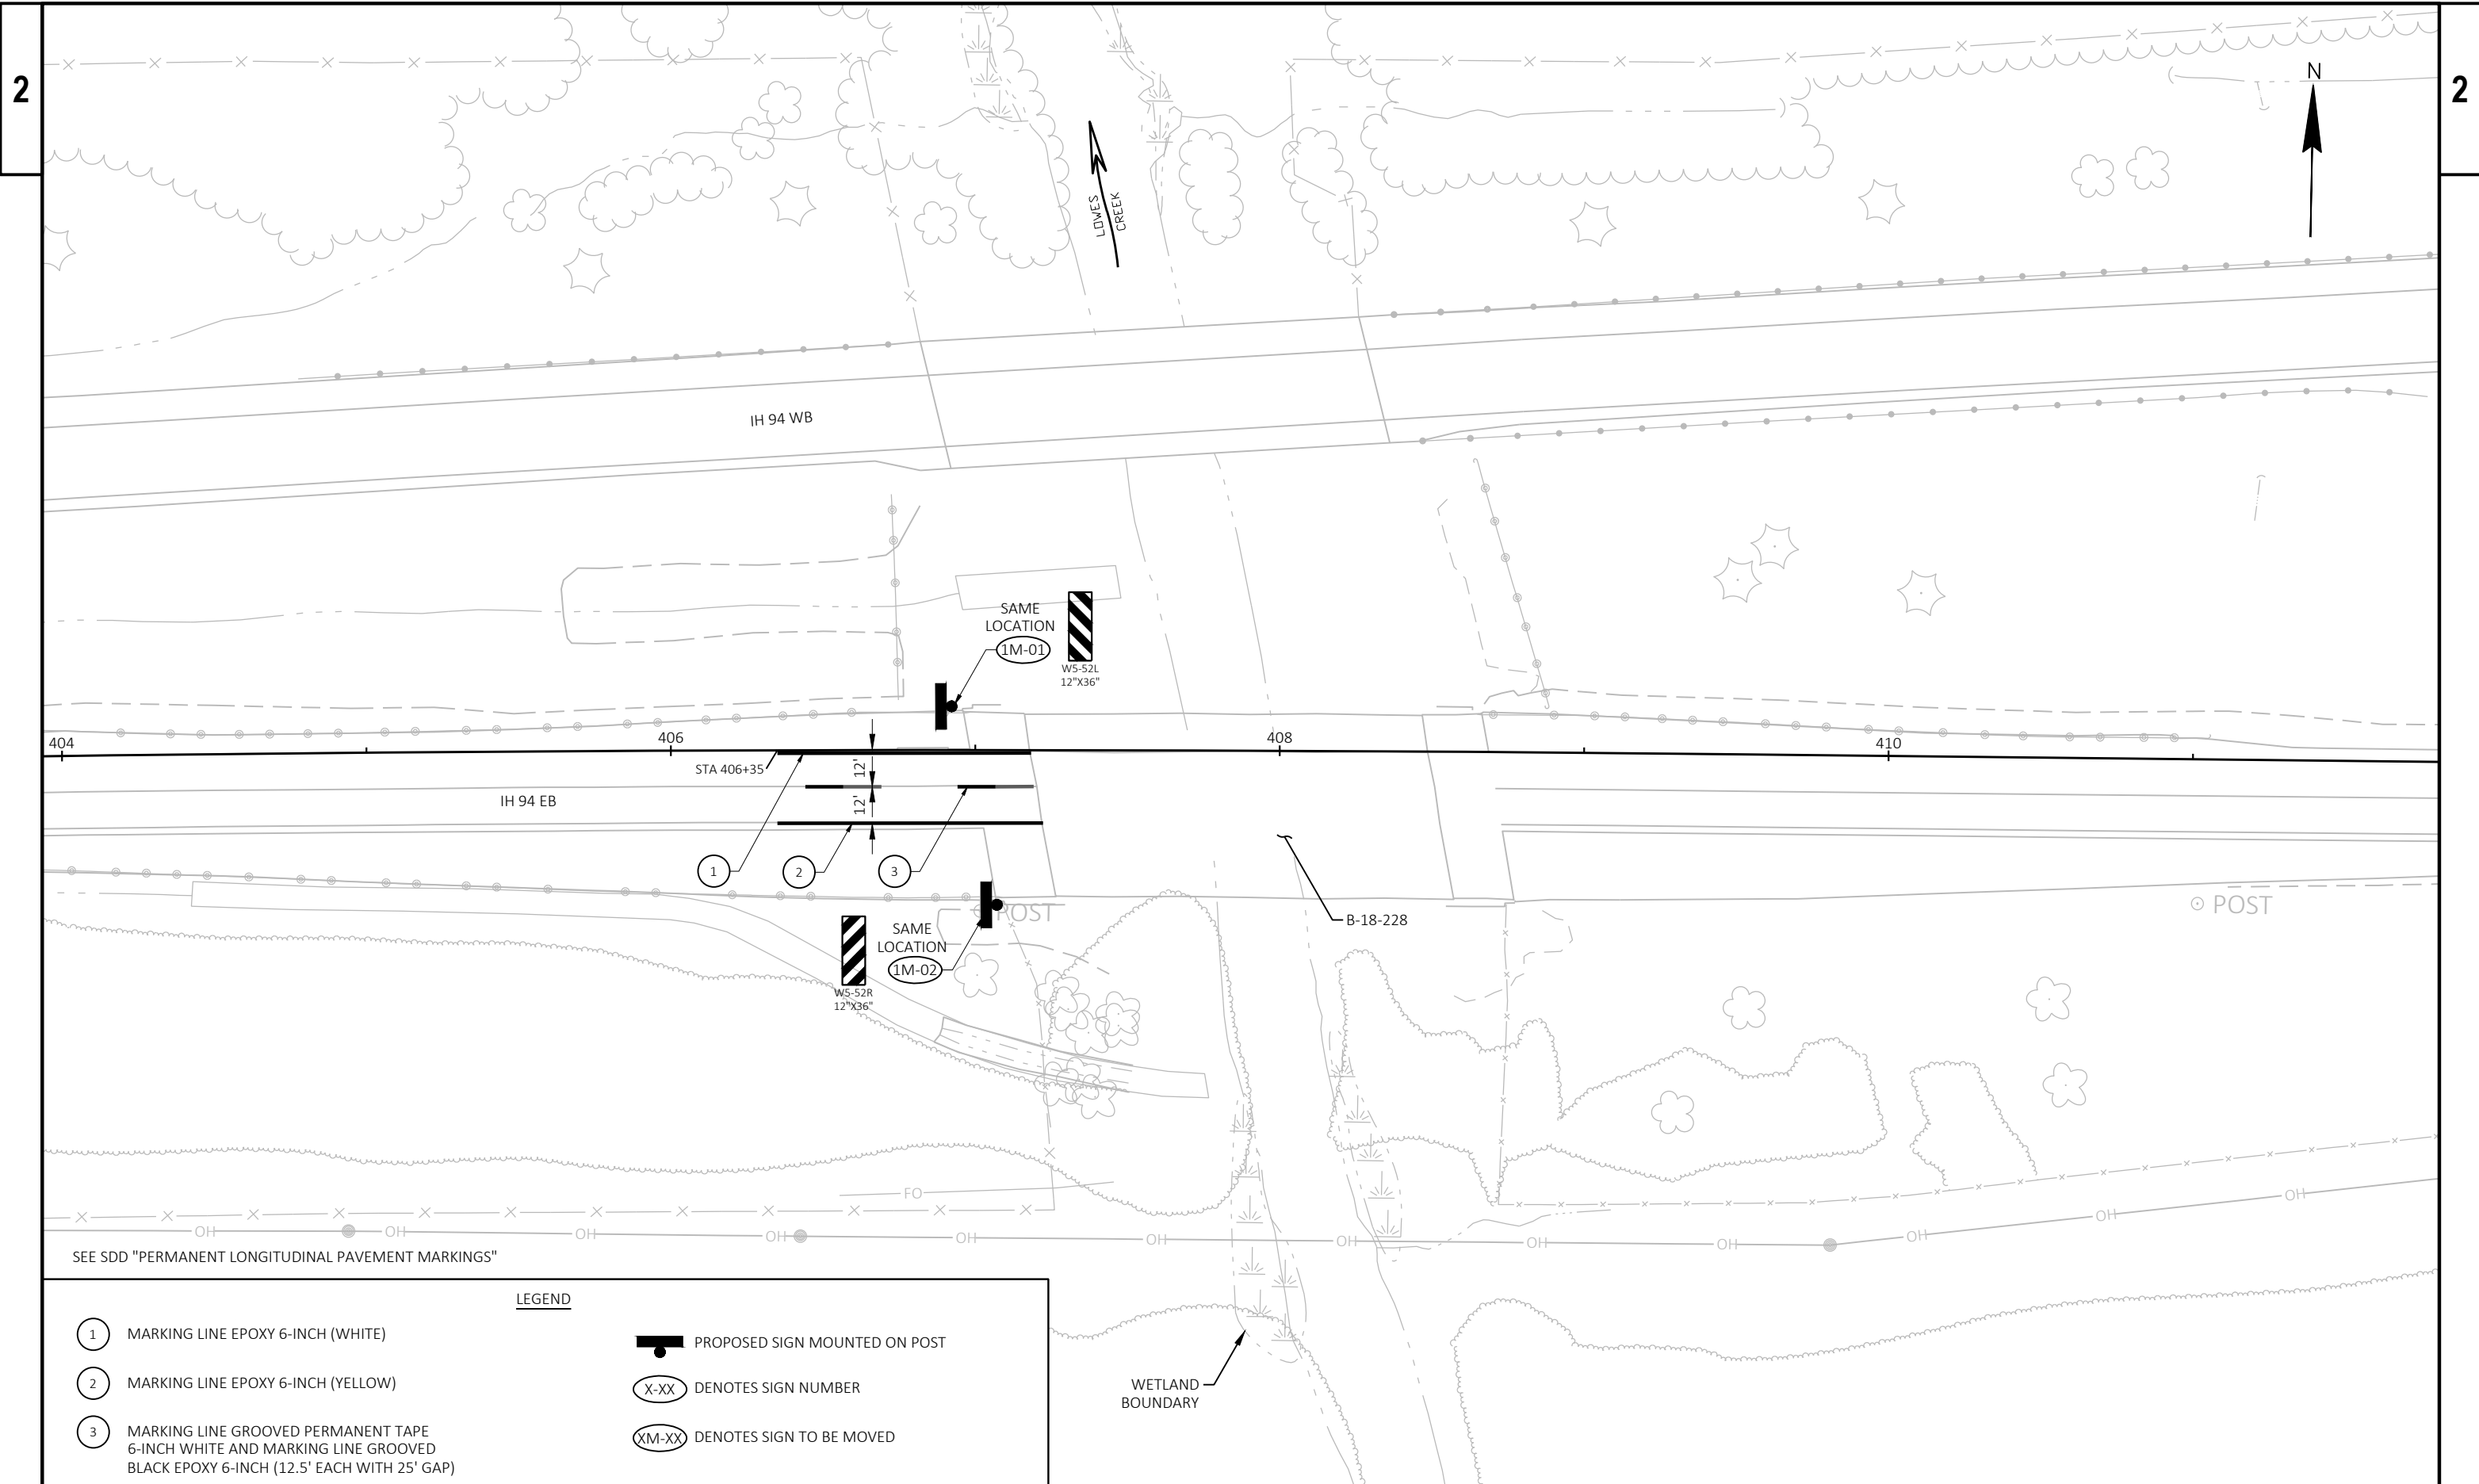 2
2
N
LOWES
CREEK
IH 94 WB
SAME
LOCATION
1M-01
W5-52L
12"X36"
404
406
408
410
STA 406+35
12'
12'
IH 94 EB
1
2
3
POST
POST
B-18-228
SAME
LOCATION
1M-02
W5-52R
12"X36"
FO
OH
OH
OH
OH
OH
OH
OH
OH
OH
OH
OH
OH
SEE SDD "PERMANENT LONGITUDINAL PAVEMENT MARKINGS"
LEGEND
1 MARKING LINE EPOXY 6-INCH (WHITE)
2 MARKING LINE EPOXY 6-INCH (YELLOW)
3 MARKING LINE GROOVED PERMANENT TAPE
6-INCH WHITE AND MARKING LINE GROOVED
BLACK EPOXY 6-INCH (12.5' EACH WITH 25' GAP)
PROPOSED SIGN MOUNTED ON POST
X-XX DENOTES SIGN NUMBER
XM-XX DENOTES SIGN TO BE MOVED
WETLAND
BOUNDARY